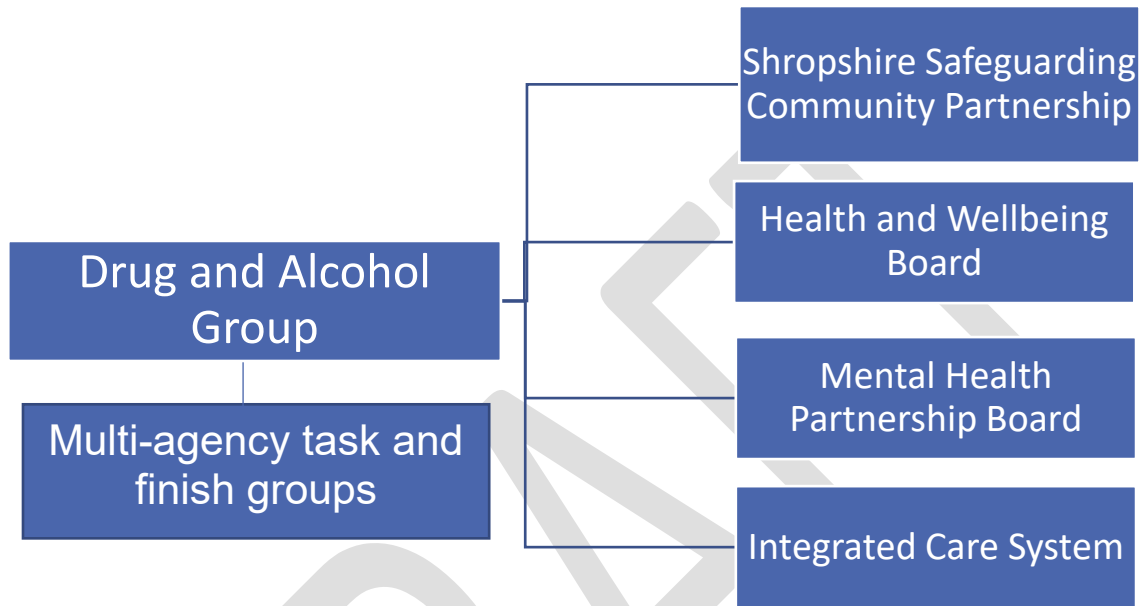 Shropshire Safeguarding
Community Partnership
Health and Wellbeing
Board
Drug and Alcohol
Group
Mental Health
Partnership Board
Multi-agency task and
finish groups
Integrated Care System